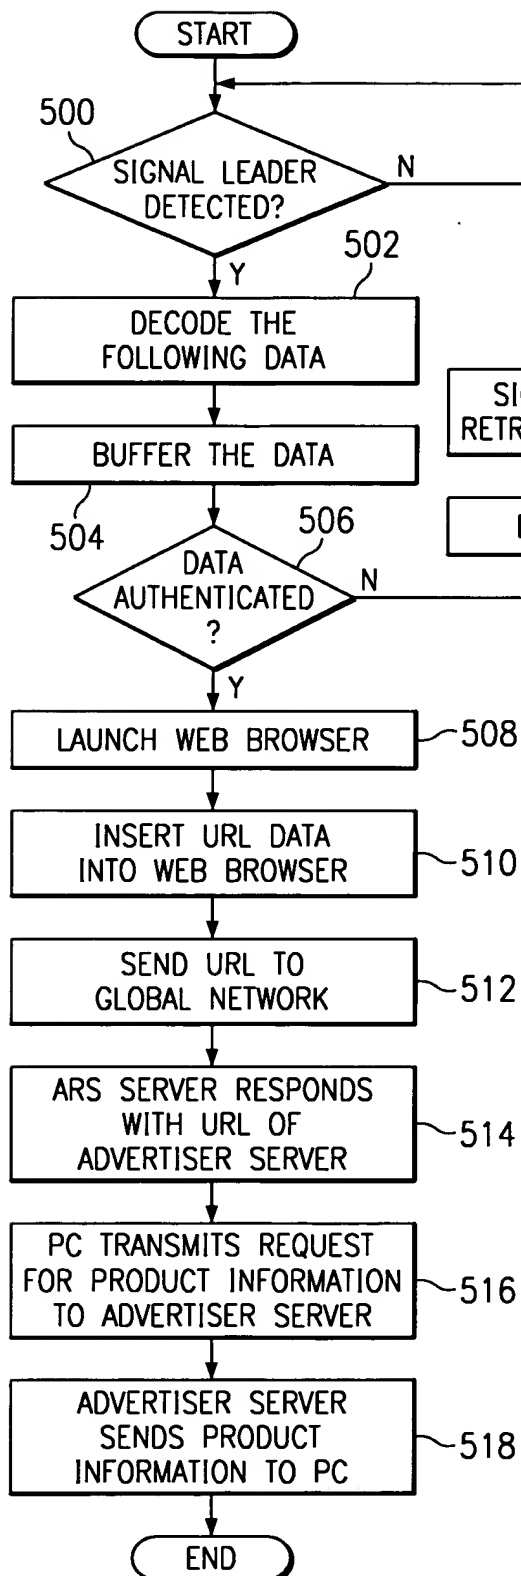 START
500
SIGNAL LEADER
DETECTED?
N
Y
502
DECODE THE
FOLLOWING DATA
BUFFER THE DATA
504
506
DATA
AUTHENTICATED
?
N
Y
LAUNCH WEB BROWSER
508
INSERT URL DATA
INTO WEB BROWSER
510
SEND URL TO
GLOBAL NETWORK
512
ARS SERVER RESPONDS
WITH URL OF
ADVERTISER SERVER
514
PC TRANSMITS REQUEST
FOR PRODUCT INFORMATION
TO ADVERTISER SERVER
516
ADVERTISER SERVER
SENDS PRODUCT
INFORMATION TO PC
518
END